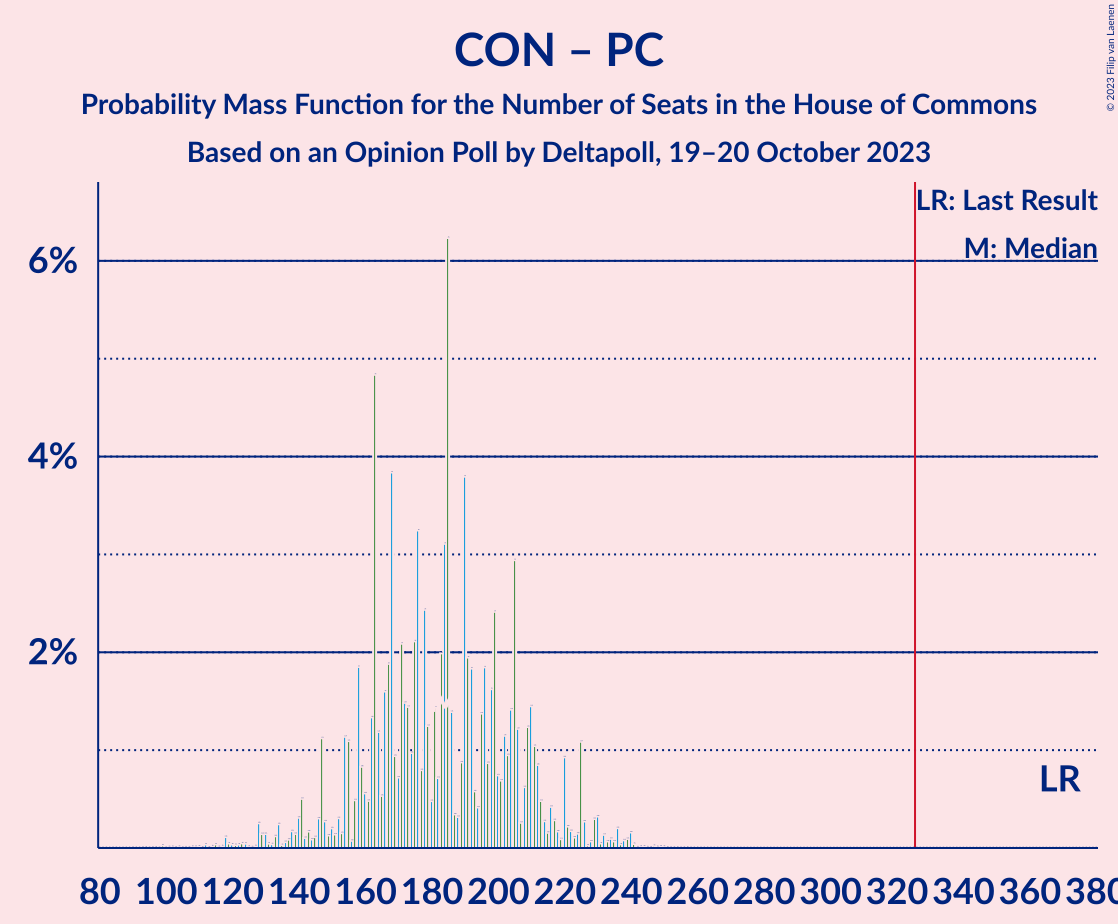 CON – PC
Probability Mass Function for the Number of Seats in the House of Commons
Based on an Opinion Poll by Deltapoll, 19–20 October 2023
© 2023 Filip van Laenen
LR: Last Result
M: Median
6%
4%
2%
LR
80 100 120 140 160 180 200 220 240 260 280 300 320 340 360 380